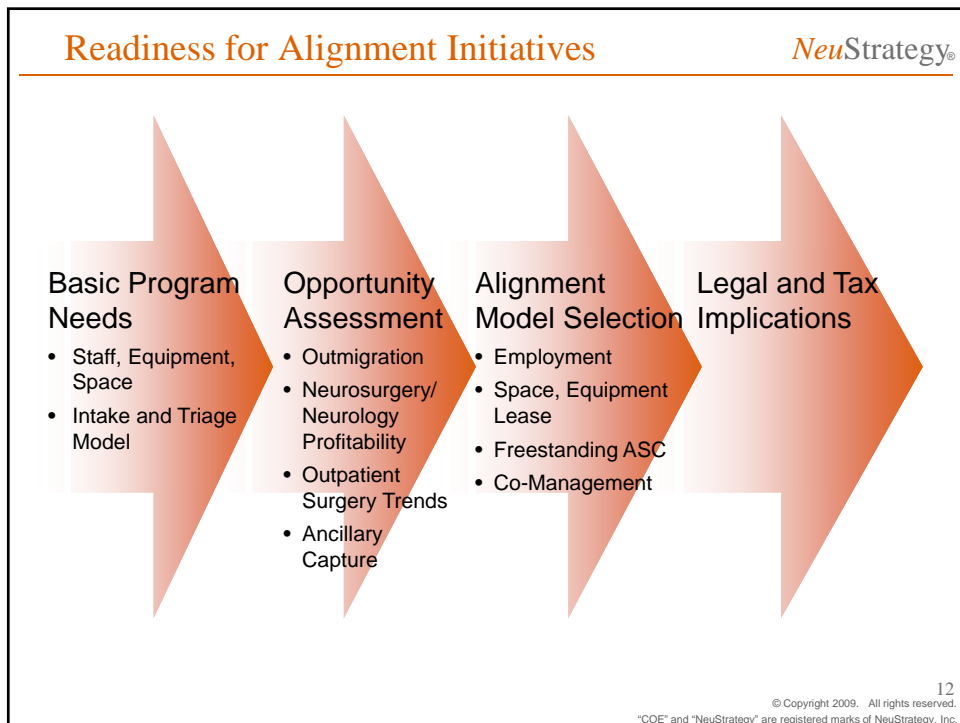 Readiness for Alignment Initiatives
NeuStrategy®
Basic Program
Needs
• Staff, Equipment,
Space
• Intake and Triage
Model
Opportunity
Assessment
• Outmigration
• Neurosurgery/
Neurology
Profitability
• Outpatient
Surgery Trends
• Ancillary
Capture
Alignment
Model Selection
• Employment
• Space, Equipment
Lease
• Freestanding ASC
• Co-Management
Legal and Tax
Implications
12
© Copyright 2009. All rights reserved.
"COE" and "NeuStrategy" are registered marks of NeuStrategy, Inc.